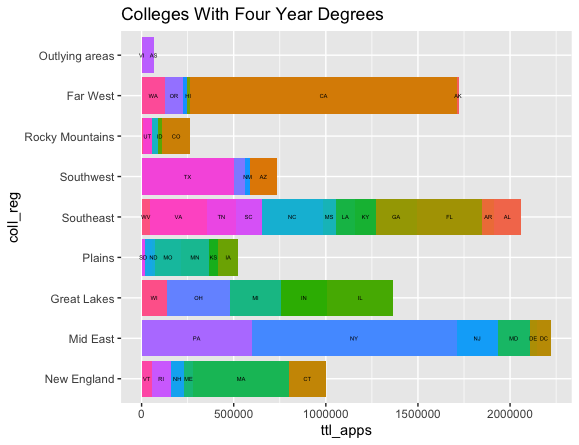 Colleges With Four Year Degrees
coll_reg
Outlying areas VI AS
Far West WA OR HI CA AK
Rocky Mountains UT ID CO
Southwest TX NM AZ
Southeast WV VA TN SC NC MS LA KY GA FL AR AL
Plains SD ND MO MN KS IA
Great Lakes WI OH MI IN IL
Mid East PA NY NJ MD DE DC
New England VT RI NH ME MA CT
0 500000 1000000 1500000 2000000
ttl_apps